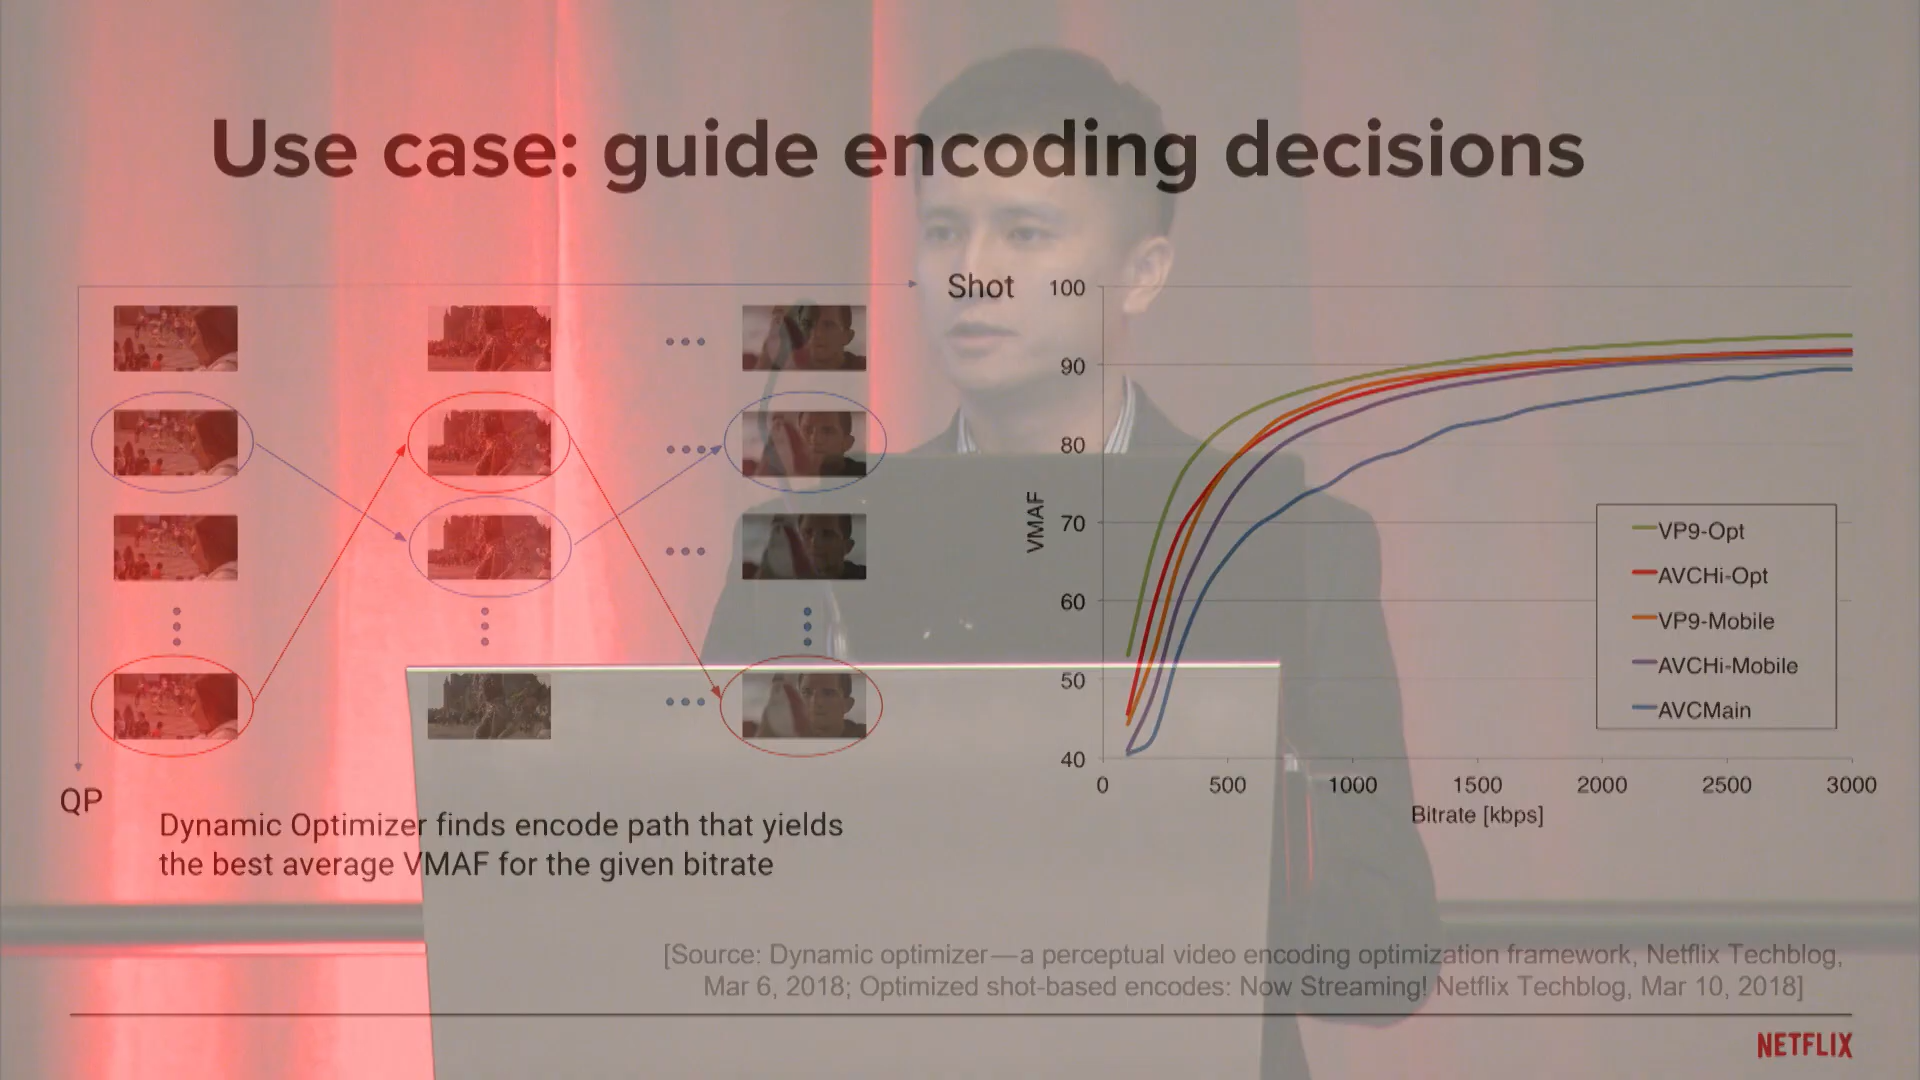 Use case: guide encoding decisions
Shot
QP
Dynamic Optimizer finds encode path that yields
the best average VMAF for the given bitrate
100
90
80
70
60
50
40
VMAF
0 500 1000 1500 2000 2500 3000
Bitrate [kbps]
VP9-Opt
AVCHi-Opt
VP9-Mobile
AVCHi-Mobile
AVCMain
[Source: Dynamic optimizer—a perceptual video encoding optimization framework, Netflix Techblog,
Mar 6, 2018; Optimized shot-based encodes: Now Streaming! Netflix Techblog, Mar 10, 2018]
NETFLIX